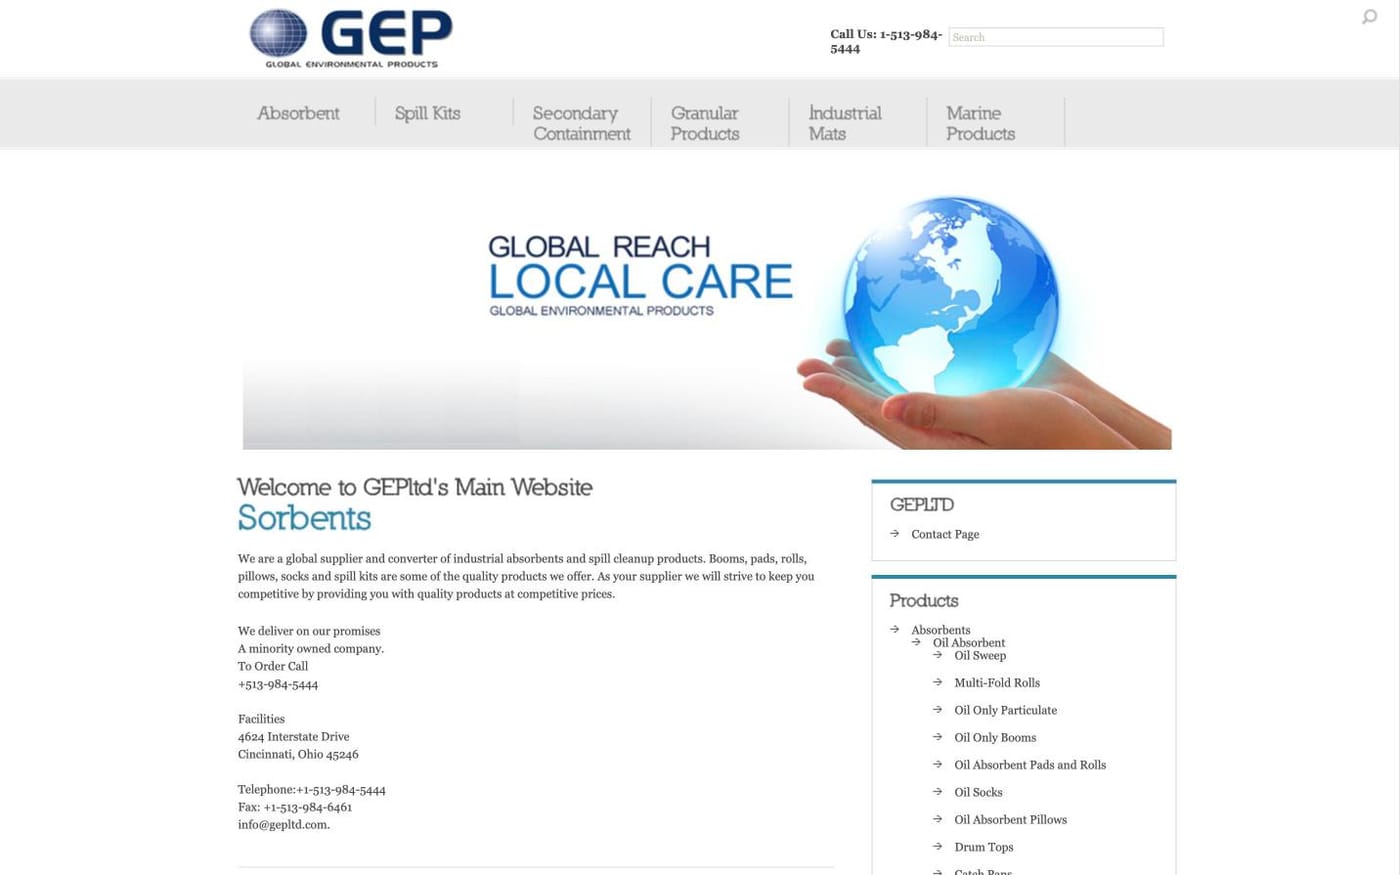 GEP
GLOBAL ENVIRONMENTAL PRODUCTS
Call Us: 1-513-984-
5444
Search
Absorbent
Spill Kits
Secondary
Containment
Granular
Products
Industrial
Mats
Marine
Products
GLOBAL REACH
LOCAL CARE
GLOBAL ENVIRONMENTAL PRODUCTS
Welcome to GEPltd's Main Website
Sorbents
We are a global supplier and converter of industrial absorbents and spill cleanup products. Booms, pads, rolls,
pillows, socks and spill kits are some of the quality products we offer. As your supplier we will strive to keep you
competitive by providing you with quality products at competitive prices.
We deliver on our promises
A minority owned company.
To Order Call
+513-984-5444
Facilities
4624 Interstate Drive
Cincinnati, Ohio 45246
Telephone:+1-513-984-5444
Fax: +1-513-984-6461
info@gepltd.com.
GEPLTD
Contact Page
Products
Absorbents
Oil Absorbent
Oil Sweep
Multi-Fold Rolls
Oil Only Particulate
Oil Only Booms
Oil Absorbent Pads and Rolls
Oil Socks
Oil Absorbent Pillows
Drum Tops
Catch Pans